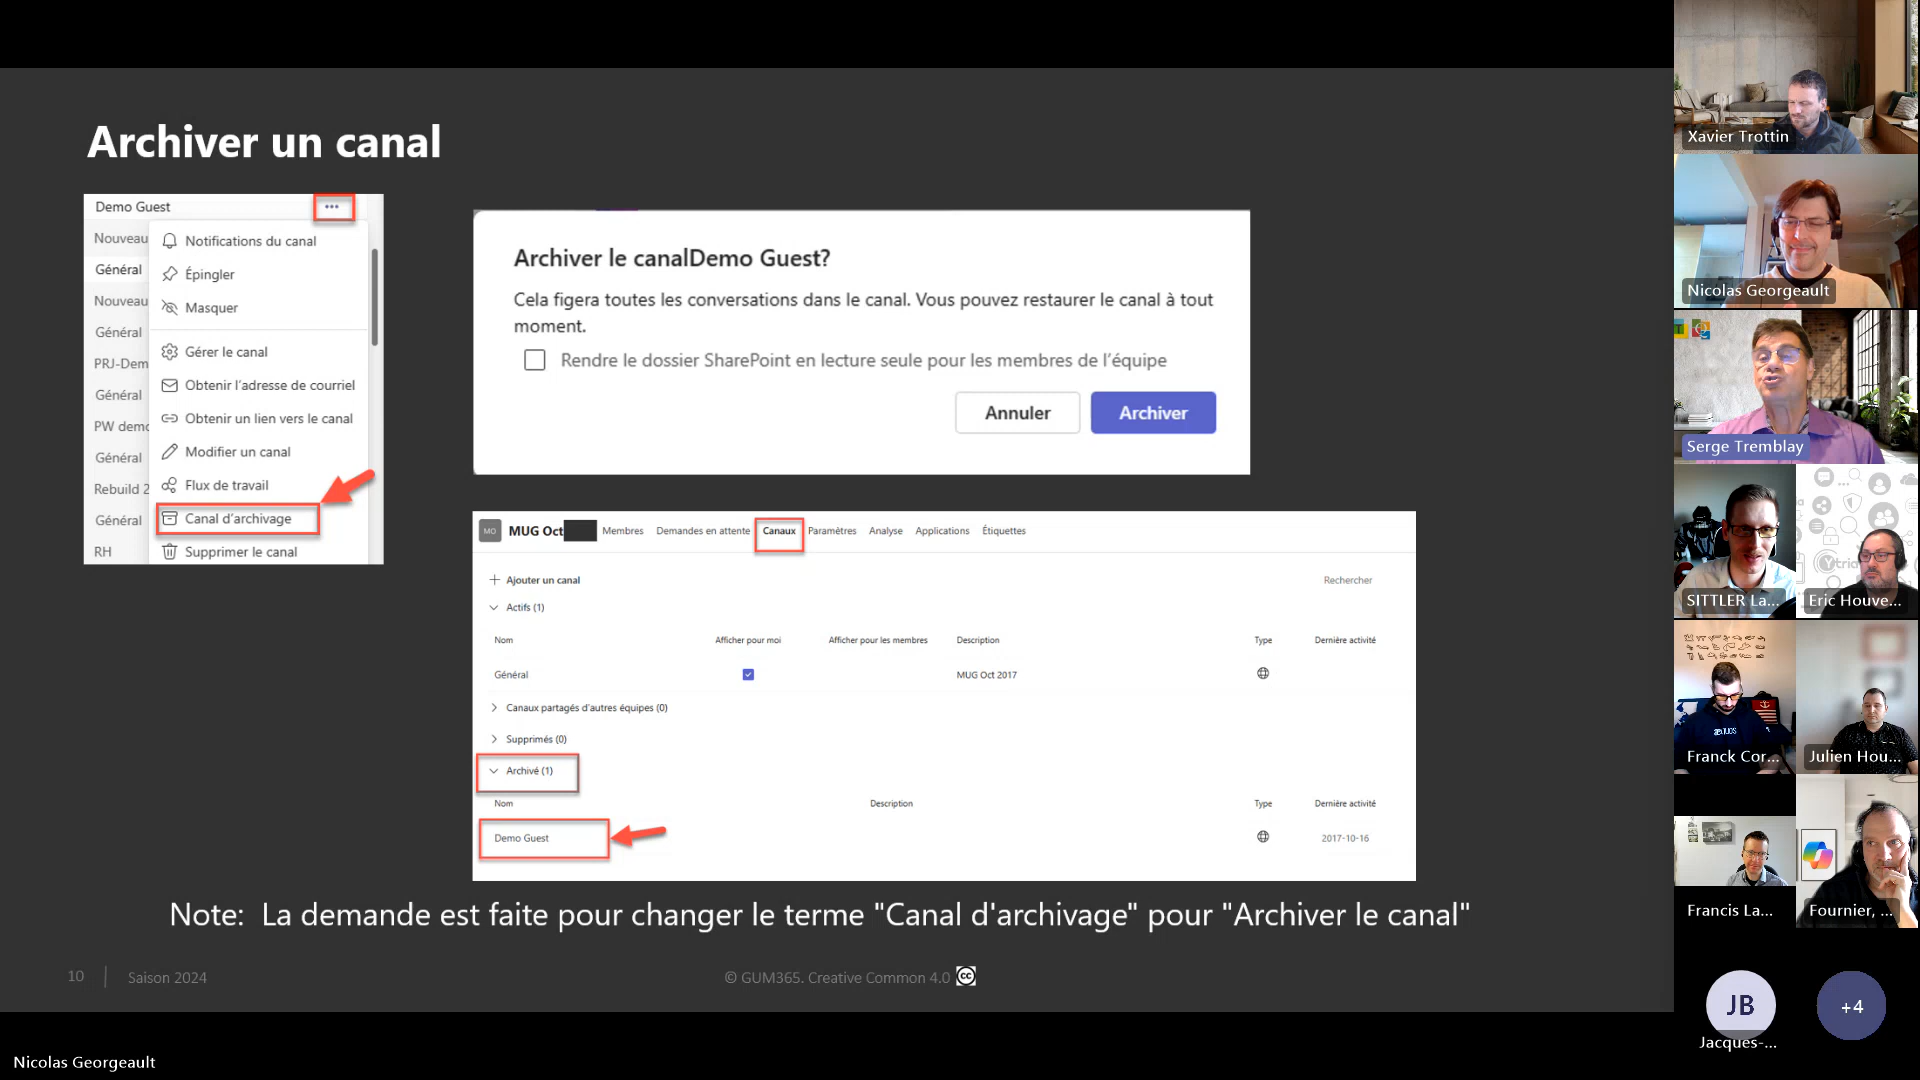 Archiver un canal
Demo Guest
...
Nouveau
Général
Nouveau
Général
PRJ-Dem
Général
PW demo
Général
Rebuild 2
Général
RH
Notifications du canal
Épingler
Masquer
Gérer le canal
Obtenir l'adresse de courriel
Obtenir un lien vers le canal
Modifier un canal
Flux de travail
Canal d'archivage
Supprimer le canal
Archiver le canalDemo Guest?
Cela figera toutes les conversations dans le canal. Vous pouvez restaurer le canal à tout
moment.
Rendre le dossier SharePoint en lecture seule pour les membres de l'équipe
Annuler
Archiver
MO MUG Oct Membres Demandes en attente Canaux Paramètres Analyse Applications Étiquettes
Ajouter un canal Rechercher
Actifs (1)
Nom Afficher pour moi Afficher pour les membres Description Type Dernière activité
Général MUG Oct 2017
Canaux partagés d'autres équipes (0)
Supprimés (0)
Archivé (1)
Nom Description Type Dernière activité
Demo Guest 2017-10-16
Note: La demande est faite pour changer le terme "Canal d'archivage" pour "Archiver le canal"
10 Saison 2024 © GUM365. Creative Common 4.0 cc
Xavier Trottin
Nicolas Georgeault
Serge Tremblay
SITTLER La...
Eric Houve...
Ytria
Franck Cor...
Julien Hou...
Francis La...
Fournier, ...
JB
Jacques-...
+4
Nicolas Georgeault